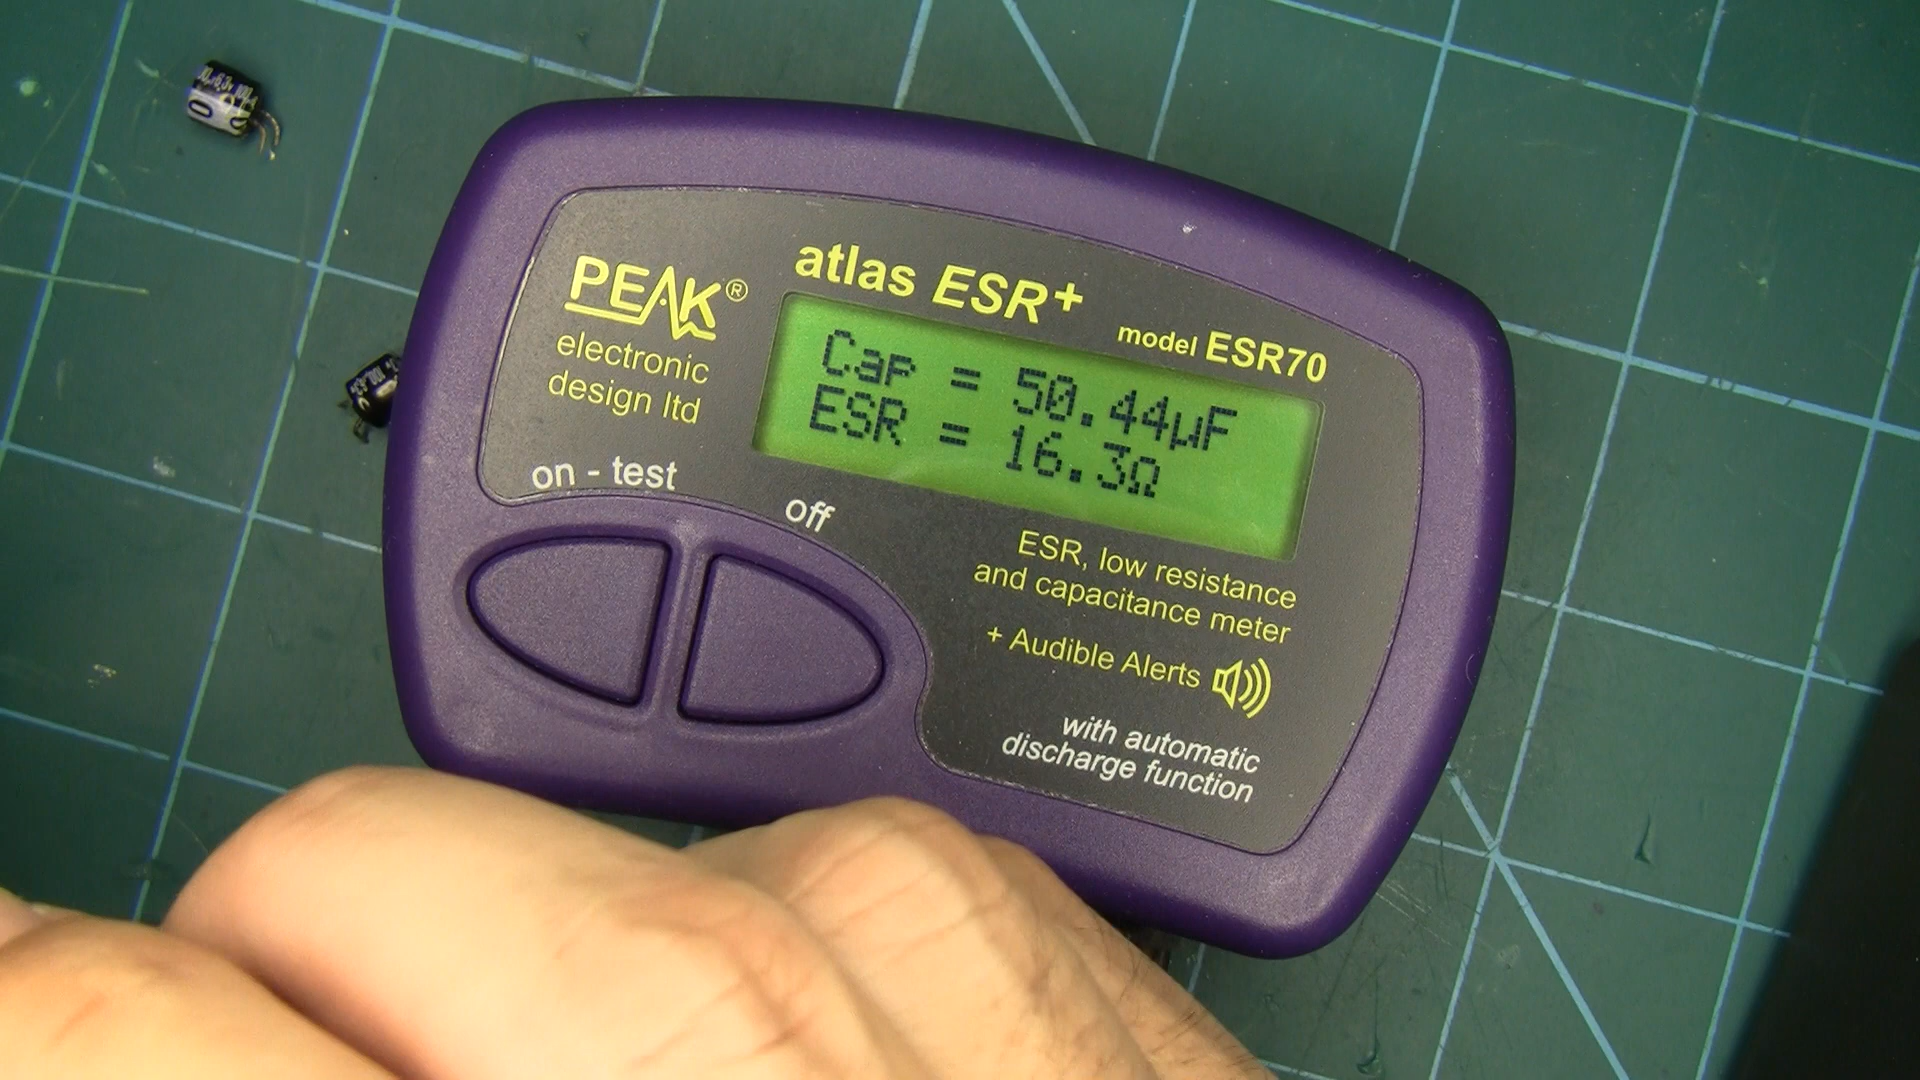 PEAK®
electronic
design ltd
atlas ESR+
model ESR70
Cap = 50.44µF
ESR = 16.3Ω
on - test
off
ESR, low resistance
and capacitance meter
+ Audible Alerts
with automatic
discharge function